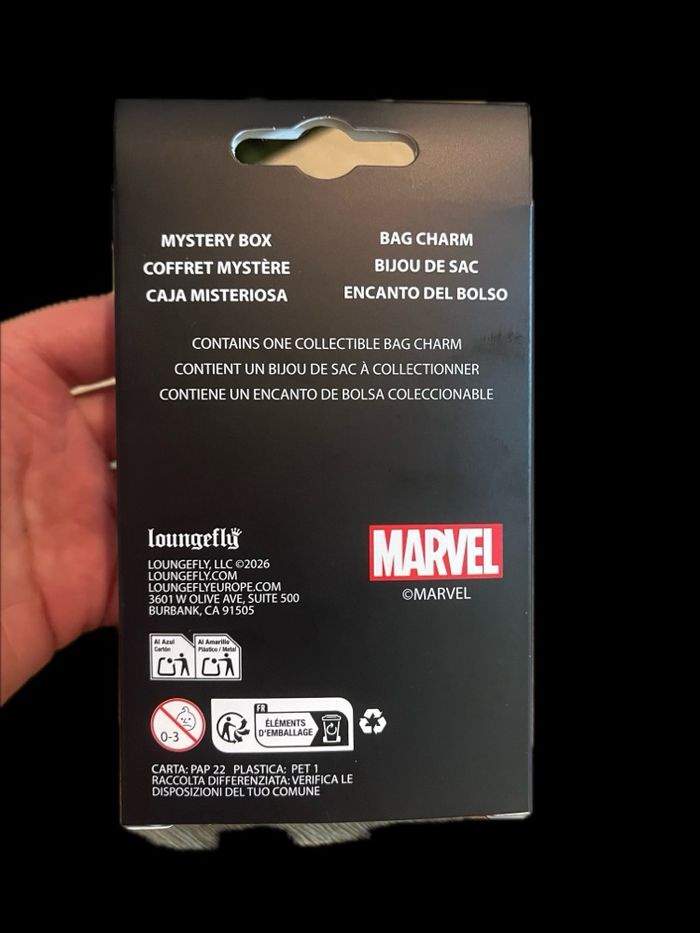 MYSTERY BOX
COFFRET MYSTÈRE
CAJA MISTERIOSA
BAG CHARM
BIJOU DE SAC
ENCANTO DEL BOLSO
CONTAINS ONE COLLECTIBLE BAG CHARM
CONTIENT UN BIJOU DE SAC À COLLECTIONNER
CONTIENE UN ENCANTO DE BOLSA COLECCIONABLE
loungefly
LOUNGEFLY, LLC ©2026
LOUNGEFLY.COM
LOUNGEFLYEUROPE.COM
3601 W OLIVE AVE, SUITE 500
BURBANK, CA 91505
MARVEL
©MARVEL
Al Azul
Cartón
Al Amarillo
Plástico / Metal
0-3
FR
ÉLÉMENTS
D'EMBALLAGE
CARTA: PAP 22 PLASTICA: PET 1
RACCOLTA DIFFERENZIATA: VERIFICA LE
DISPOSIZIONI DEL TUO COMUNE